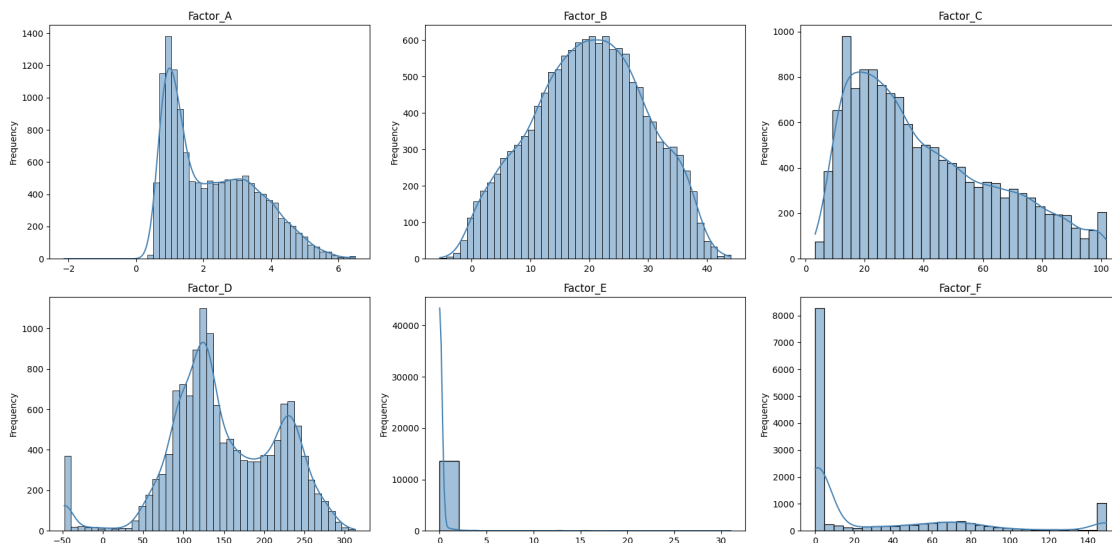 Factor_A
Frequency
1400
1200
1000
800
600
400
200
0
−2 0 2 4 6
Factor_B
Frequency
600
500
400
300
200
100
0
0 10 20 30 40
Factor_C
Frequency
1000
800
600
400
200
0
0 20 40 60 80 100
Factor_D
Frequency
1000
800
600
400
200
0
−50 0 50 100 150 200 250 300
Factor_E
Frequency
40000
30000
20000
10000
0
0 5 10 15 20 25 30
Factor_F
Frequency
8000
7000
6000
5000
4000
3000
2000
1000
0
0 20 40 60 80 100 120 140